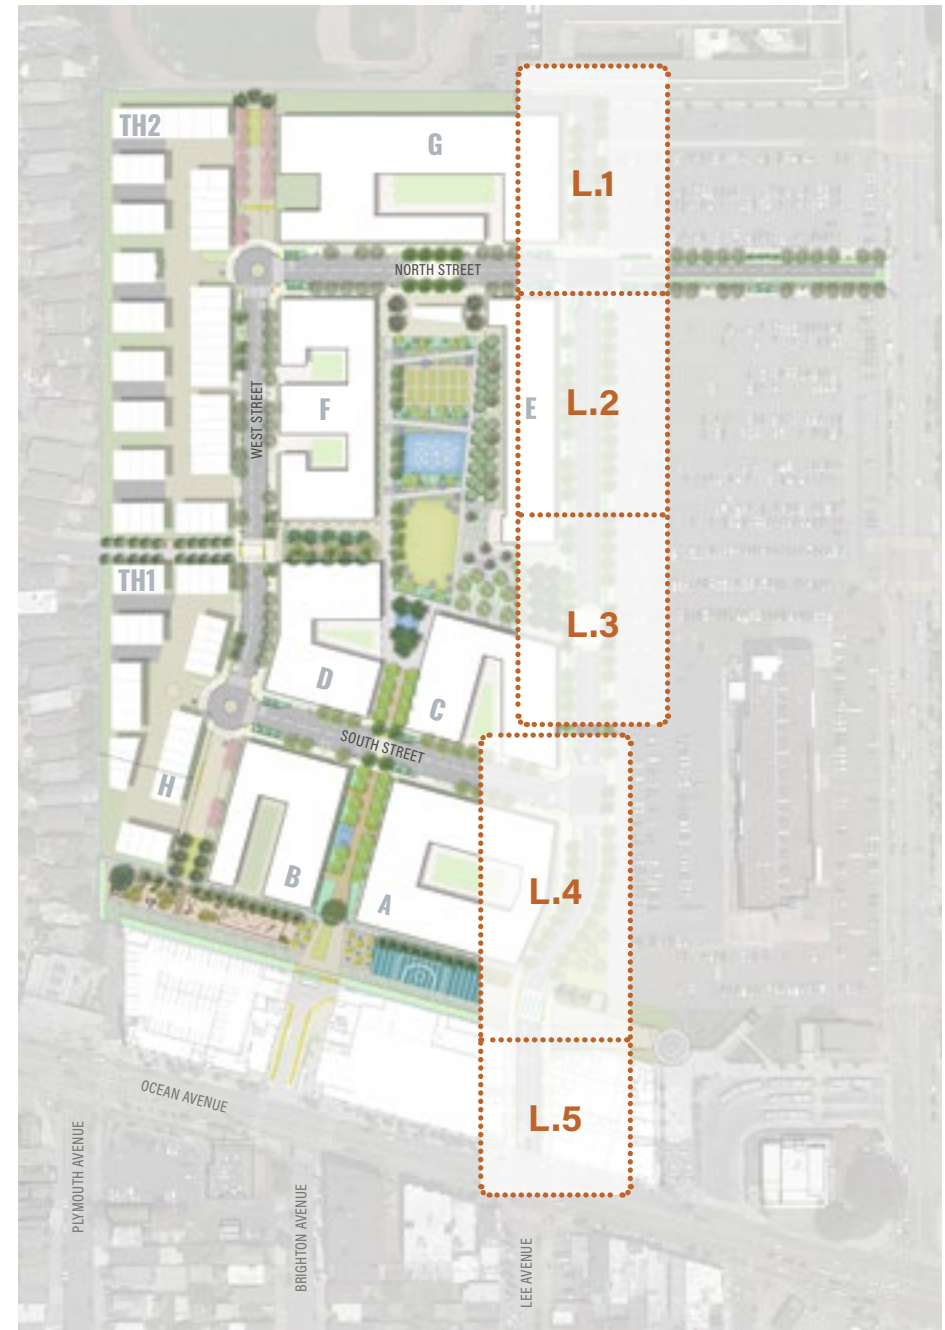 TH2
G
L.1
NORTH STREET
WEST STREET
F
E
L.2
TH1
L.3
D
C
SOUTH STREET
H
B
A
L.4
OCEAN AVENUE
L.5
PLYMOUTH AVENUE
BRIGHTON AVENUE
LEE AVENUE